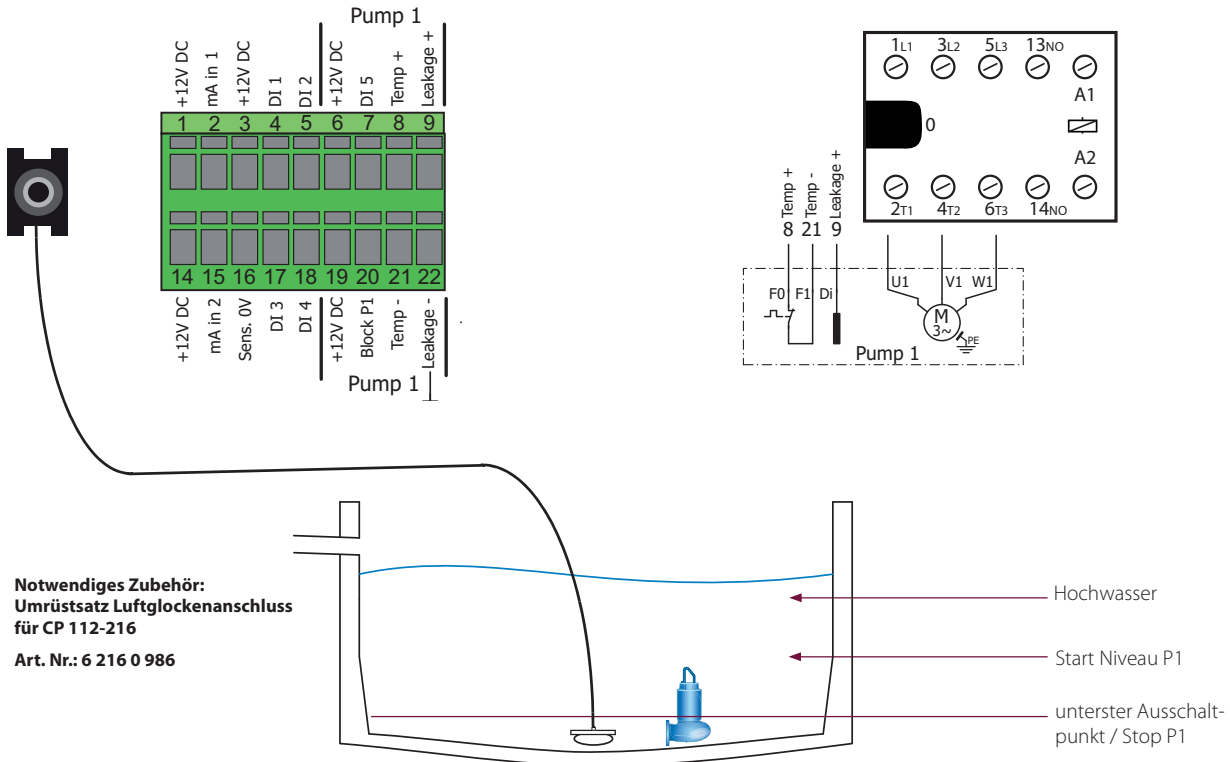 Pump 1
+12V DC
mA in 1
+12V DC
DI 1
DI 2
+12V DC
DI 5
Temp +
Leakage +
1 2 3 4 5 6 7 8 9
14 15 16 17 18 19 20 21 22
+12V DC
mA in 2
Sens. 0V
DI 3
DI 4
+12V DC
Block P1
Temp -
Leakage -
Pump 1
1L1 3L2 5L3 13NO
A1
0
A2
2T1 4T2 6T3 14NO
8 Temp +
21 Temp -
9 Leakage +
F0 F1 Di U1 V1 W1
M
3~
PE
Pump 1
Notwendiges Zubehör:
Umrüstsatz Luftglockenanschluss
für CP 112-216
Art. Nr.: 6 216 0 986
Hochwasser
Start Niveau P1
unterster Ausschalt-
punkt / Stop P1